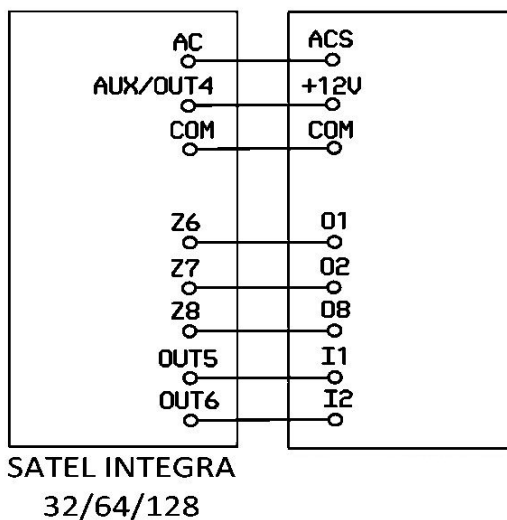 AC ACS
AUX/OUT4 +12V
COM COM
Z6 O1
Z7 O2
Z8 O8
OUT5 I1
OUT6 I2
SATEL INTEGRA
32/64/128